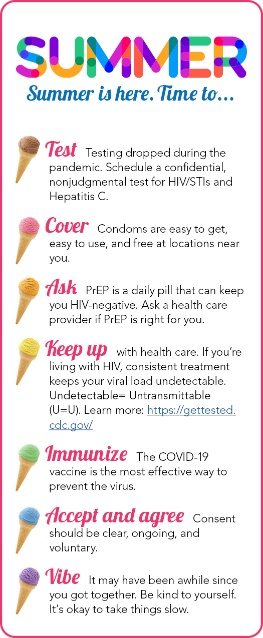 SUMMER
Summer is here. Time to...
Test Testing dropped during the
pandemic. Schedule a confidential,
nonjudgmental test for HIV/STIs and
Hepatitis C.
Cover Condoms are easy to get,
easy to use, and free at locations near
you.
Ask PrEP is a daily pill that can keep
you HIV-negative. Ask a health care
provider if PrEP is right for you.
Keep up with health care. If you’re
living with HIV, consistent treatment
keeps your viral load undetectable.
Undetectable= Untransmittable
(U=U). Learn more: https://gettested.
cdc.gov/
Immunize The COVID-19
vaccine is the most effective way to
prevent the virus.
Accept and agree Consent
should be clear, ongoing, and
voluntary.
Vibe It may have been awhile since
you got together. Be kind to yourself.
It’s okay to take things slow.